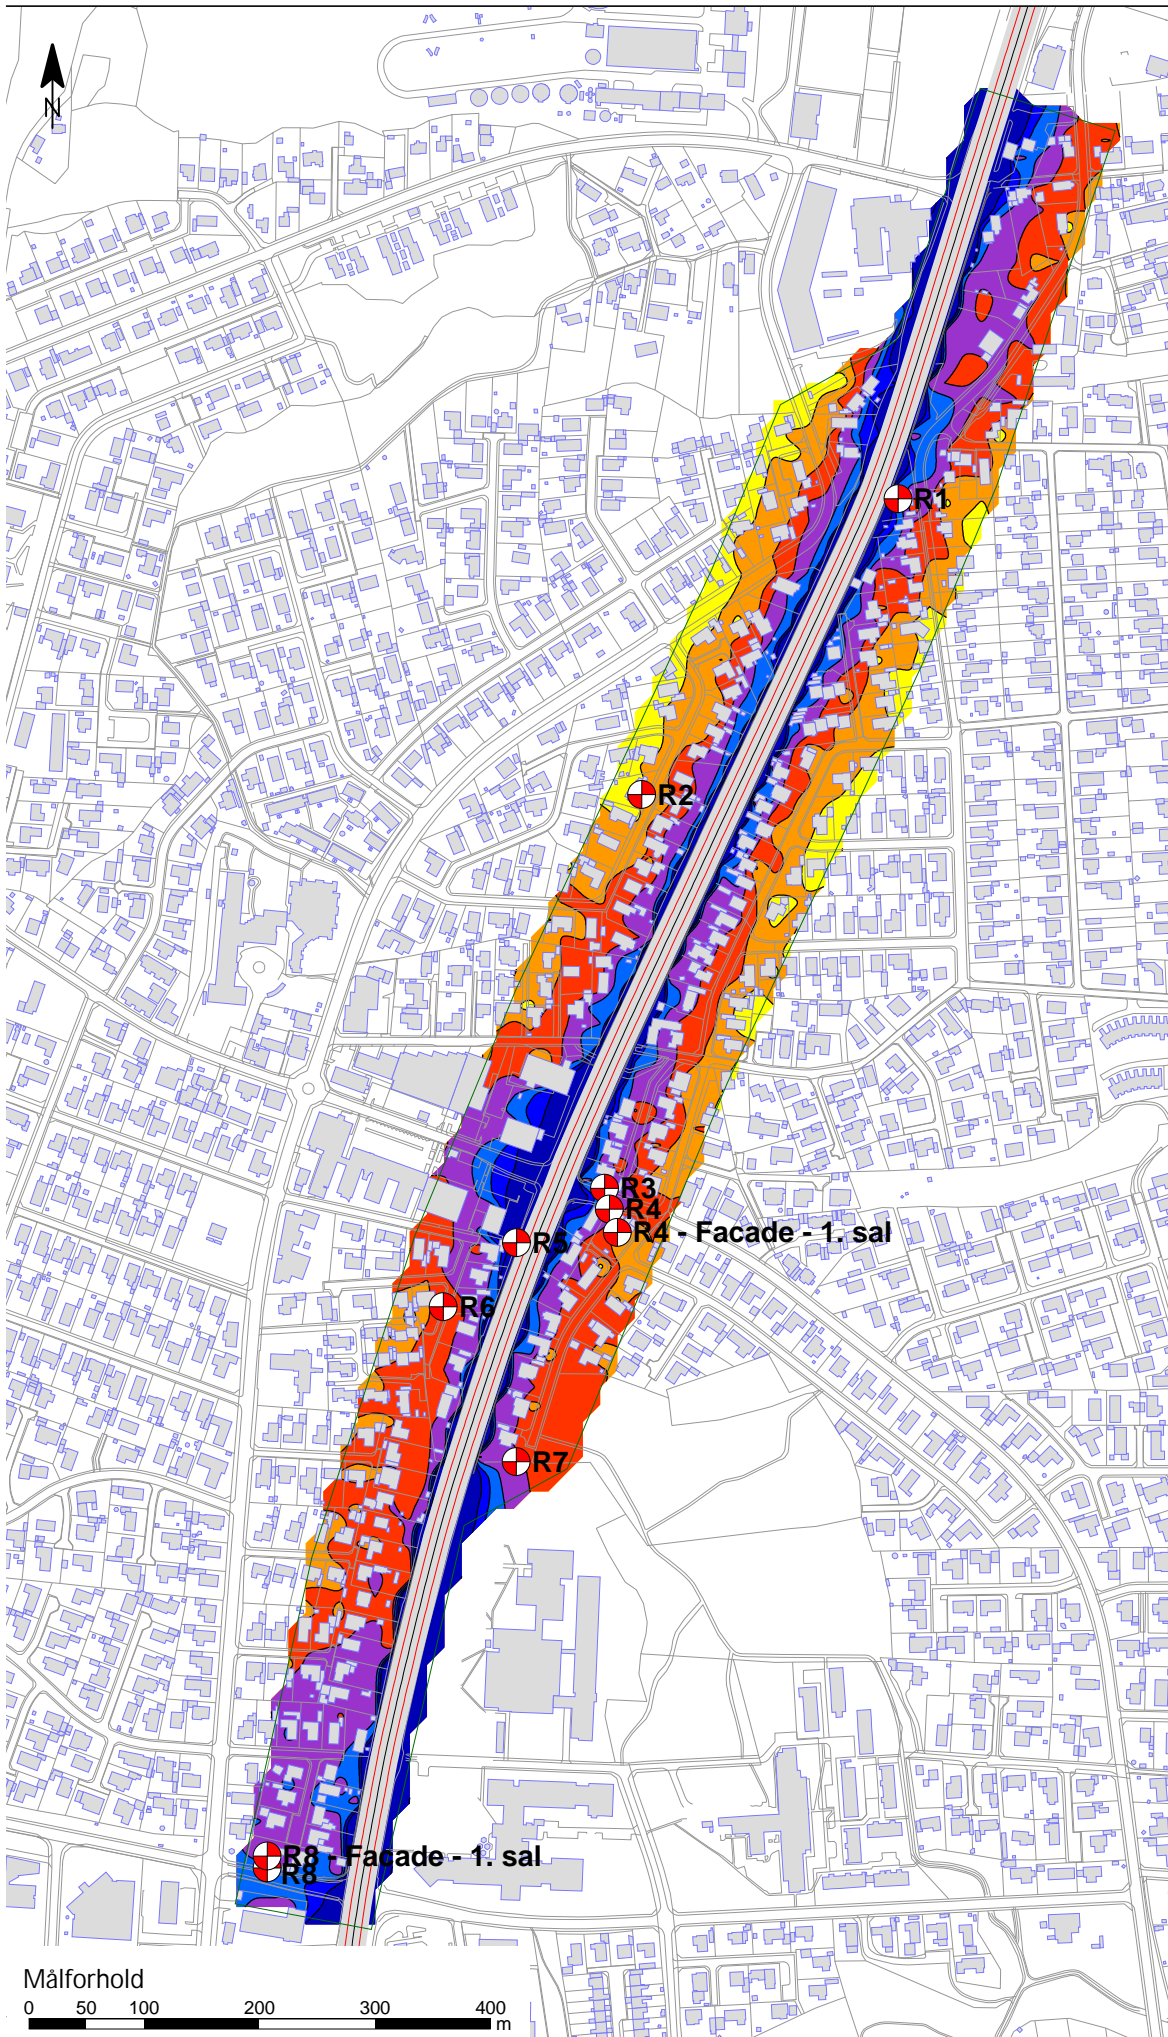 N
R1
R2
R3
R4
R4 - Facade - 1. sal
R5
R6
R7
R8 - Facade - 1. sal
R8
Målforhold
0 50 100 200 300 400
m